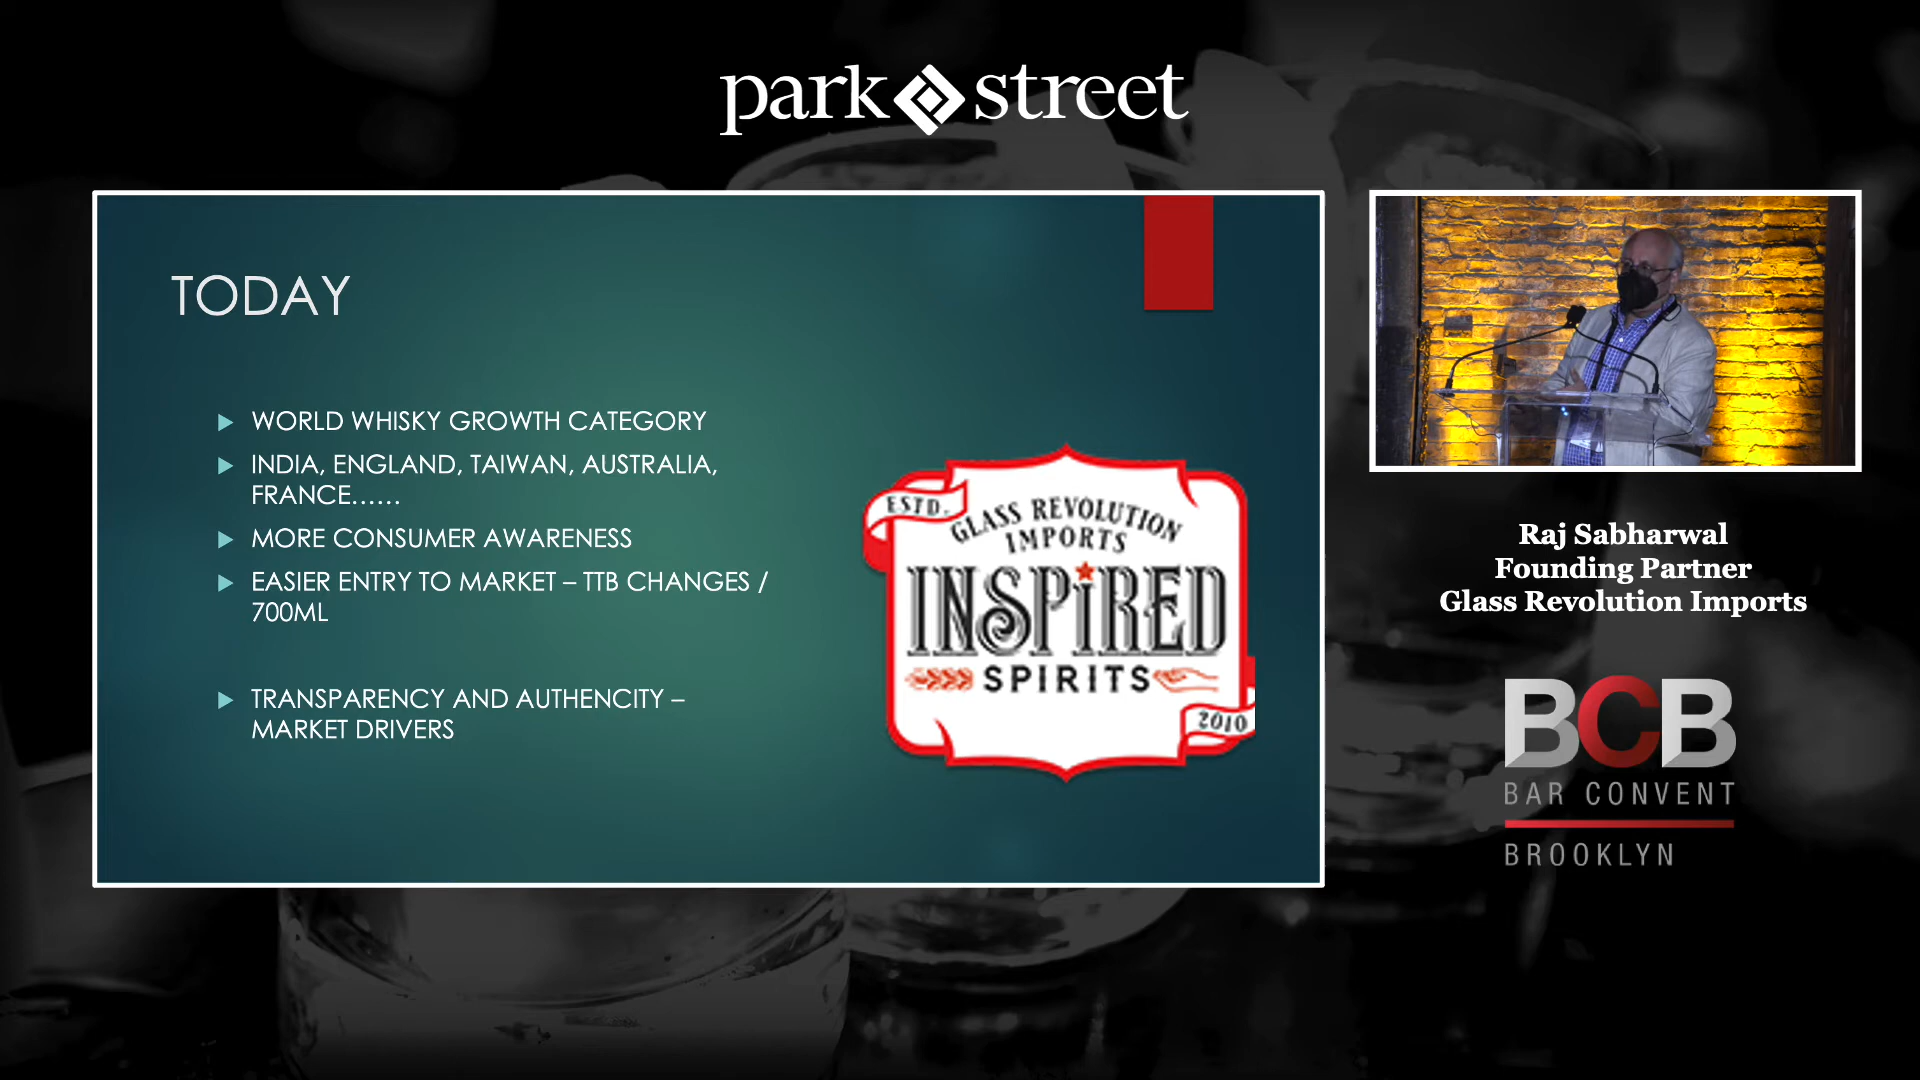 park street
TODAY
WORLD WHISKY GROWTH CATEGORY
INDIA, ENGLAND, TAIWAN, AUSTRALIA,
FRANCE......
MORE CONSUMER AWARENESS
EASIER ENTRY TO MARKET – TTB CHANGES /
700ML
TRANSPARENCY AND AUTHENCITY –
MARKET DRIVERS
ESTD.
GLASS REVOLUTION
IMPORTS
INSPIRED
SPIRITS
2010
Raj Sabharwal
Founding Partner
Glass Revolution Imports
BCB
BAR CONVENT
BROOKLYN